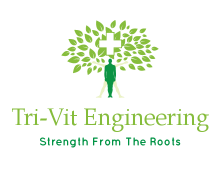 Tri-Vit Engineering
Strength From The Roots